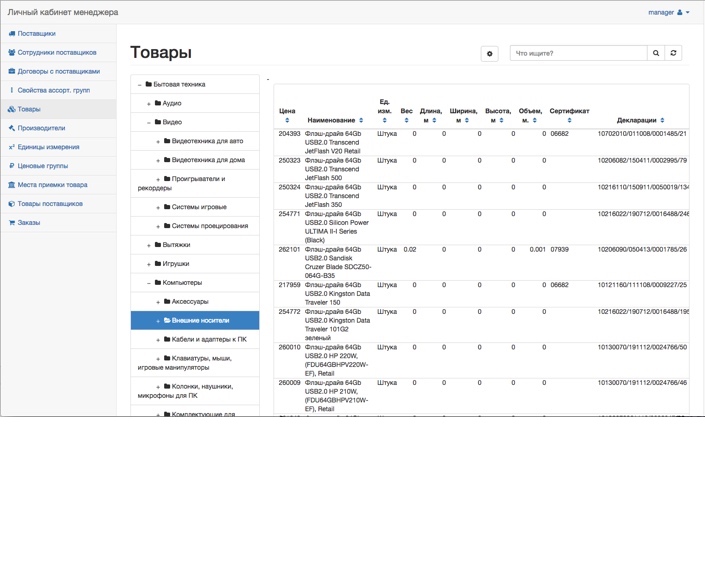 Личный кабинет менеджера
manager
Поставщики
Сотрудники поставщиков
Договоры с поставщиками
Свойства ассорт. групп
Товары
Производители
Единицы измерения
Ценовые группы
Места приемки товара
Товары поставщиков
Заказы
Товары
Что ищите?
− Бытовая техника
+ Аудио
− Видео
+ Видеотехника для авто
+ Видеотехника для дома
+ Проигрыватели и
рекордеры
+ Системы игровые
+ Системы проецирования
+ Вытяжки
+ Игрушки
− Компьютеры
+ Аксессуары
+ Внешние носители
+ Кабели и адаптеры к ПК
+ Клавиатуры, мыши,
игровые манипуляторы
+ Колонки, наушники,
микрофоны для ПК
+ Комплектующие для
Цена Наименование Ед. изм. Вес Длина, м Ширина, м Высота, м Объем, м. Сертификат Декларации
204393 Флэш-драйв 64Gb Штука 0 0 0 0 0 06682 10702010/011008/0001485/21
USB2.0 Transcend
JetFlash V20 Retail
250323 Флэш-драйв 64Gb Штука 0 0 0 0 0 10206082/150411/0002995/79
USB2.0 Transcend
JetFlash 500
250324 Флэш-драйв 64Gb Штука 0 0 0 0 0 10216110/150911/0050019/134
USB2.0 Transcend
JetFlash 350
254771 Флэш-драйв 64Gb Штука 0 0 0 0 0 10216022/190712/0016488/246
USB2.0 Silicon Power
ULTIMA II-I Series
(Black)
262101 Флэш-драйв 64Gb Штука 0.02 0 0 0 0.001 07939 10206090/050413/0001785/26
USB2.0 Sandisk
Cruzer Blade SDCZ50-
064G-B35
217959 Флэш-драйв 64Gb Штука 0 0 0 0 0 06682 10121160/111108/0009227/25
USB2.0 Kingston Data
Traveler 150
254772 Флэш-драйв 64Gb Штука 0 0 0 0 0 10216022/190712/0016488/195
USB2.0 Kingston Data
Traveler 101G2
зеленый
260010 Флэш-драйв 64Gb Штука 0 0 0 0 0 10130070/191112/0024766/50
USB2.0 HP 220W,
(FDU64GBHPV220W-
EF), Retail
260009 Флэш-драйв 64Gb Штука 0 0 0 0 0 10130070/191112/0024766/46
USB2.0 HP 210W,
(FDU64GBHPV210W-
EF), Retail